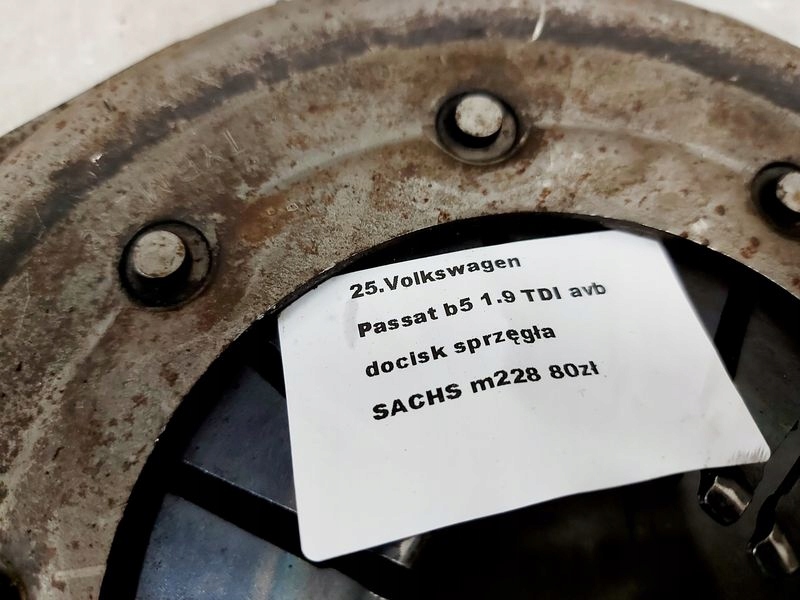 25.Volkswagen
Passat b5 1.9 TDI avb
docisk sprzęgła
SACHS m228 80zł